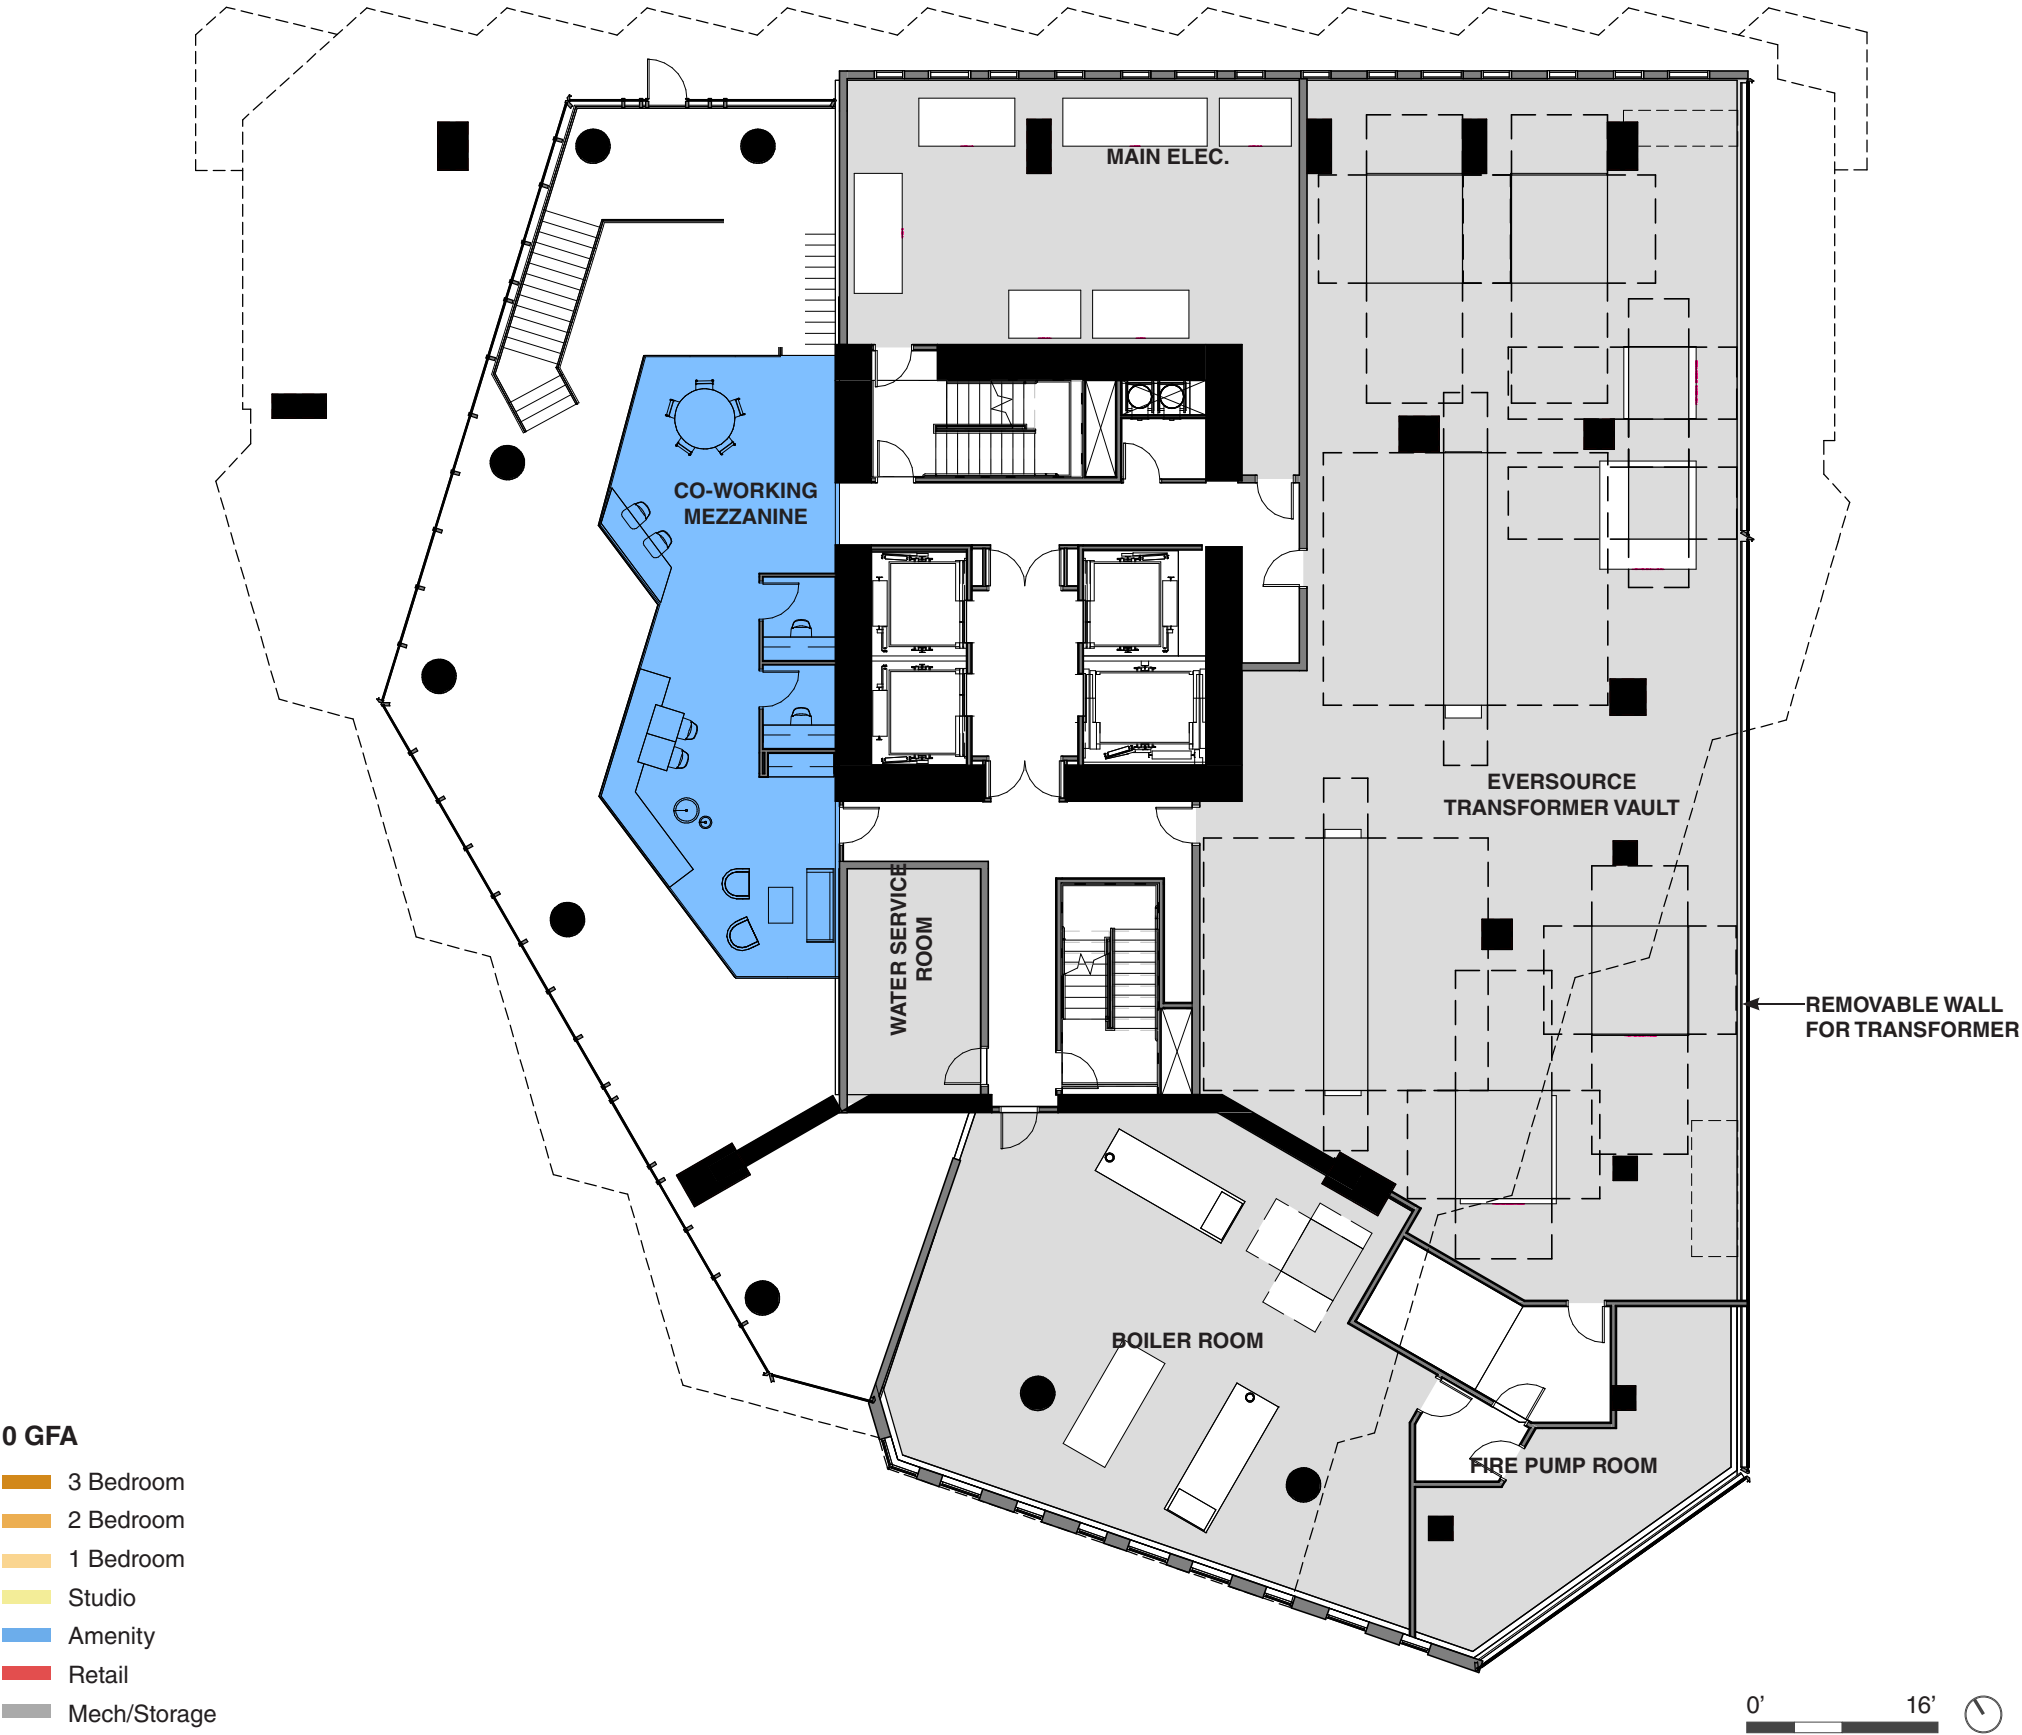 MAIN ELEC.
CO-WORKING
MEZZANINE
EVERSOURCE
TRANSFORMER VAULT
WATER SERVICE
ROOM
REMOVABLE WALL
FOR TRANSFORMER
BOILER ROOM
FIRE PUMP ROOM
0 GFA
3 Bedroom
2 Bedroom
1 Bedroom
Studio
Amenity
Retail
Mech/Storage
0' 16'